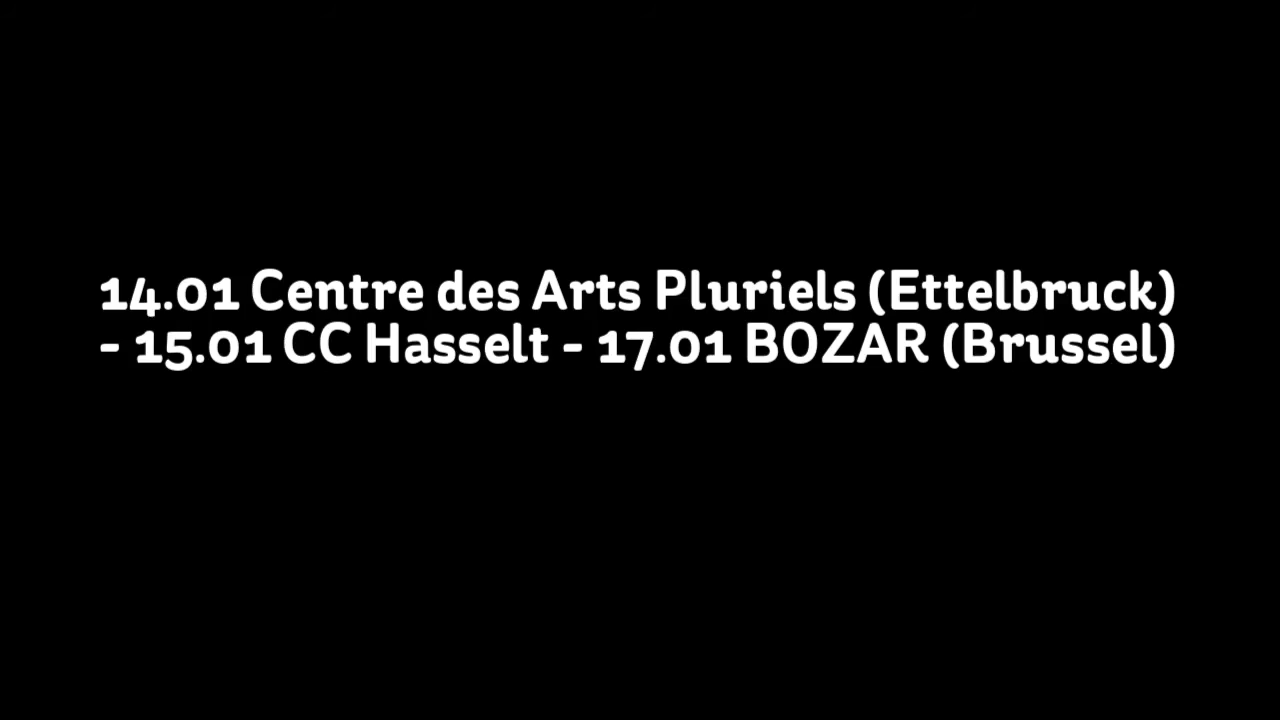 14.01 Centre des Arts Pluriels (Ettelbruck)
- 15.01 CC Hasselt - 17.01 BOZAR (Brussel)